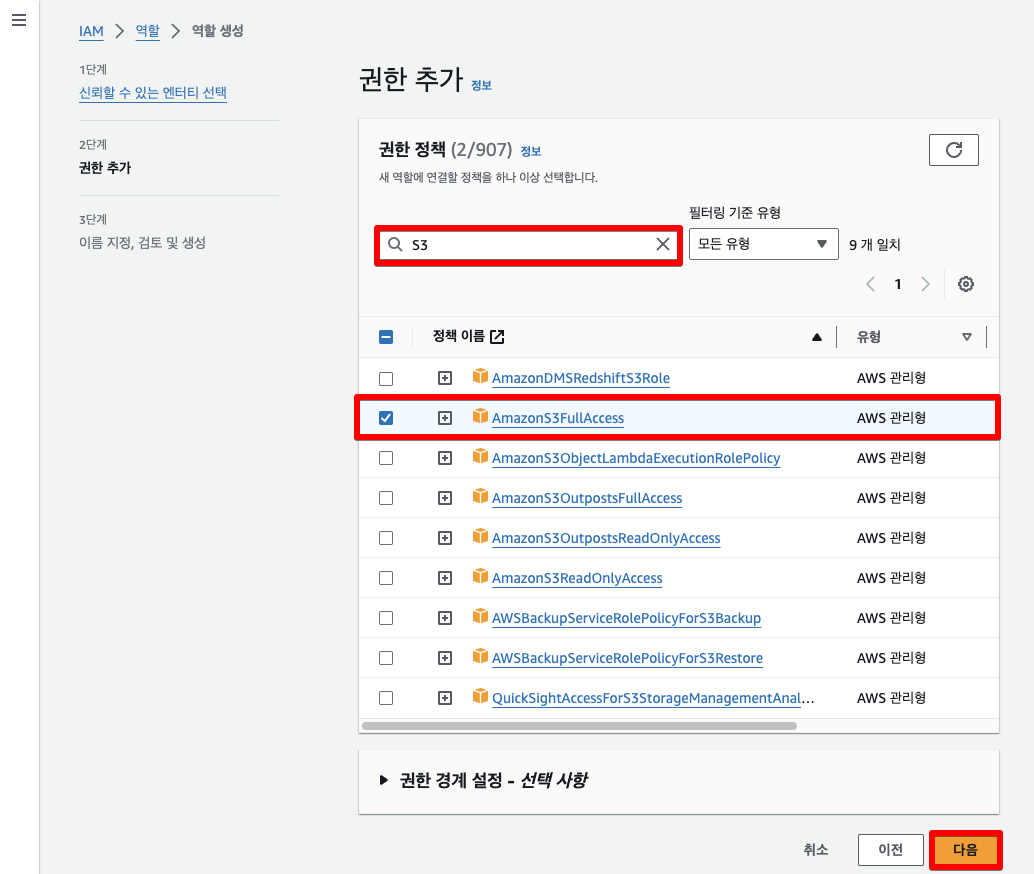 IAM > 역할 > 역할 생성
1단계
신뢰할 수 있는 엔터티 선택
2단계
권한 추가
3단계
이름 지정, 검토 및 생성
권한 추가 정보
권한 정책 (2/907) 정보
새 역할에 연결할 정책을 하나 이상 선택합니다.
필터링 기준 유형
S3
모든 유형
9 개 일치
1
정책 이름
유형
AmazonDMSRedshiftS3Role AWS 관리형
AmazonS3FullAccess AWS 관리형
AmazonS3ObjectLambdaExecutionRolePolicy AWS 관리형
AmazonS3OutpostsFullAccess AWS 관리형
AmazonS3OutpostsReadOnlyAccess AWS 관리형
AmazonS3ReadOnlyAccess AWS 관리형
AWSBackupServiceRolePolicyForS3Backup AWS 관리형
AWSBackupServiceRolePolicyForS3Restore AWS 관리형
QuickSightAccessForS3StorageManagementAnal... AWS 관리형
권한 경계 설정 - 선택 사항
취소
이전
다음